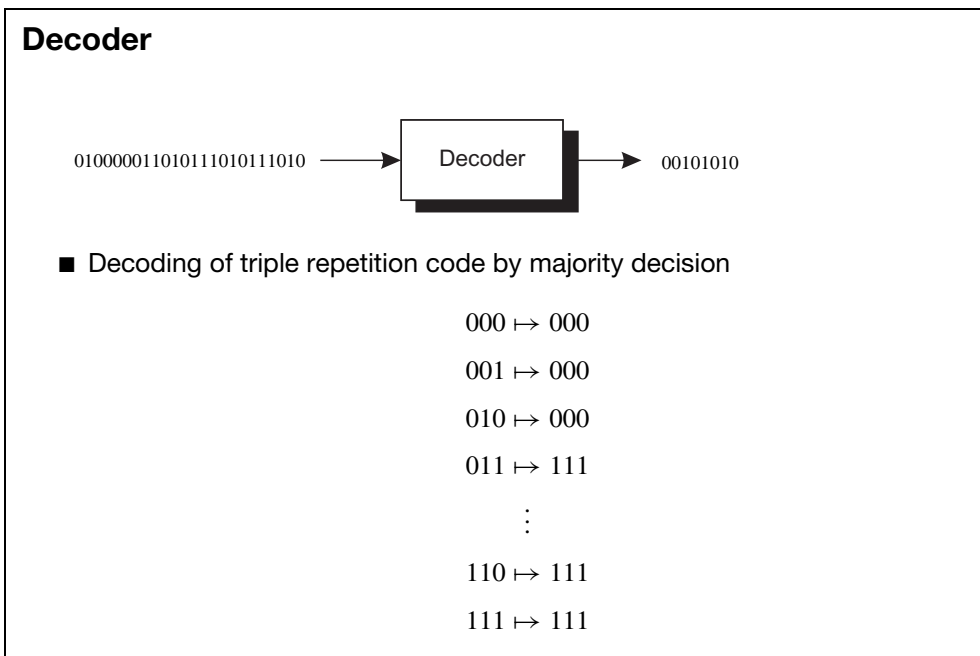 Decoder
010000011010111010111010 Decoder 00101010
■ Decoding of triple repetition code by majority decision
000 ↦ 000
001 ↦ 000
010 ↦ 000
011 ↦ 111
⋮
110 ↦ 111
111 ↦ 111